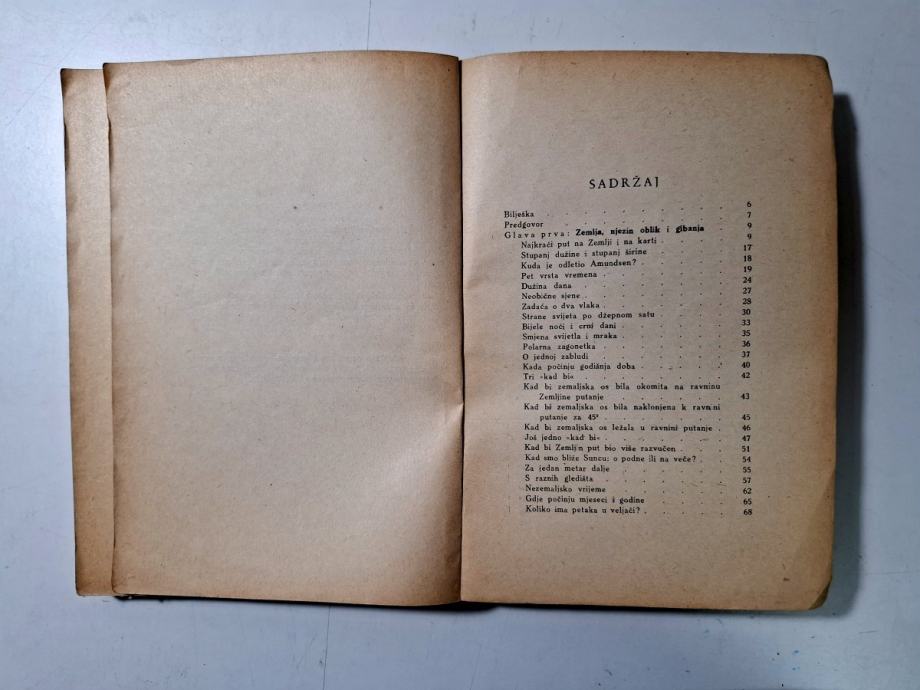 SADRŽAJ
Bilješka . . . . . . . . 6
Predgovor . . . . . . . . 7
Glava prva: Zemlja, njezin oblik i gibanja . 9
Najkraći put na Zemlji i na karti . . . . 9
Stupanj dužine i stupanj širine . . . . 17
Kuda je odletio Amundsen? . . . . 18
Pet vrsta vremena . . . . . . 19
Dužina dana . . . . . . . 24
Neobične sjene . . . . . . 27
Zadaća o dva vlaka . . . . . 28
Strane svijeta po džepnom satu . . . . 30
Bijele noći i crni dani . . . . . 33
Smjena svijetla i mraka . . . . . 35
Polarna zagonetka . . . . . . 36
O jednoj zabludi . . . . . . 37
Kada počinju godišnja doba . . . . 40
Tri »kad bi« . . . . . . . 42
Kad bi zemaljska os bila okomita na ravninu
Zemljine putanje . . . . . . 43
Kad bi zemaljska os bila naklonjena k ravnini
putanje za 45° . . . . . . 45
Kad bi zemaljska os ležala u ravnini putanje . 46
Još jedno »kad bi« . . . . . . 47
Kad bi Zemljin put bio više razvučen . . . 51
Kad smo bliže Suncu: o podne ili na veče? . . 54
Za jedan metar dalje . . . . . 55
S raznih gledišta . . . . . . 57
Nezemaljsko vrijeme . . . . . 62
Gdje počinju mjeseci i godine . . . . 65
Koliko ima petaka u veljači? . . . . . 68